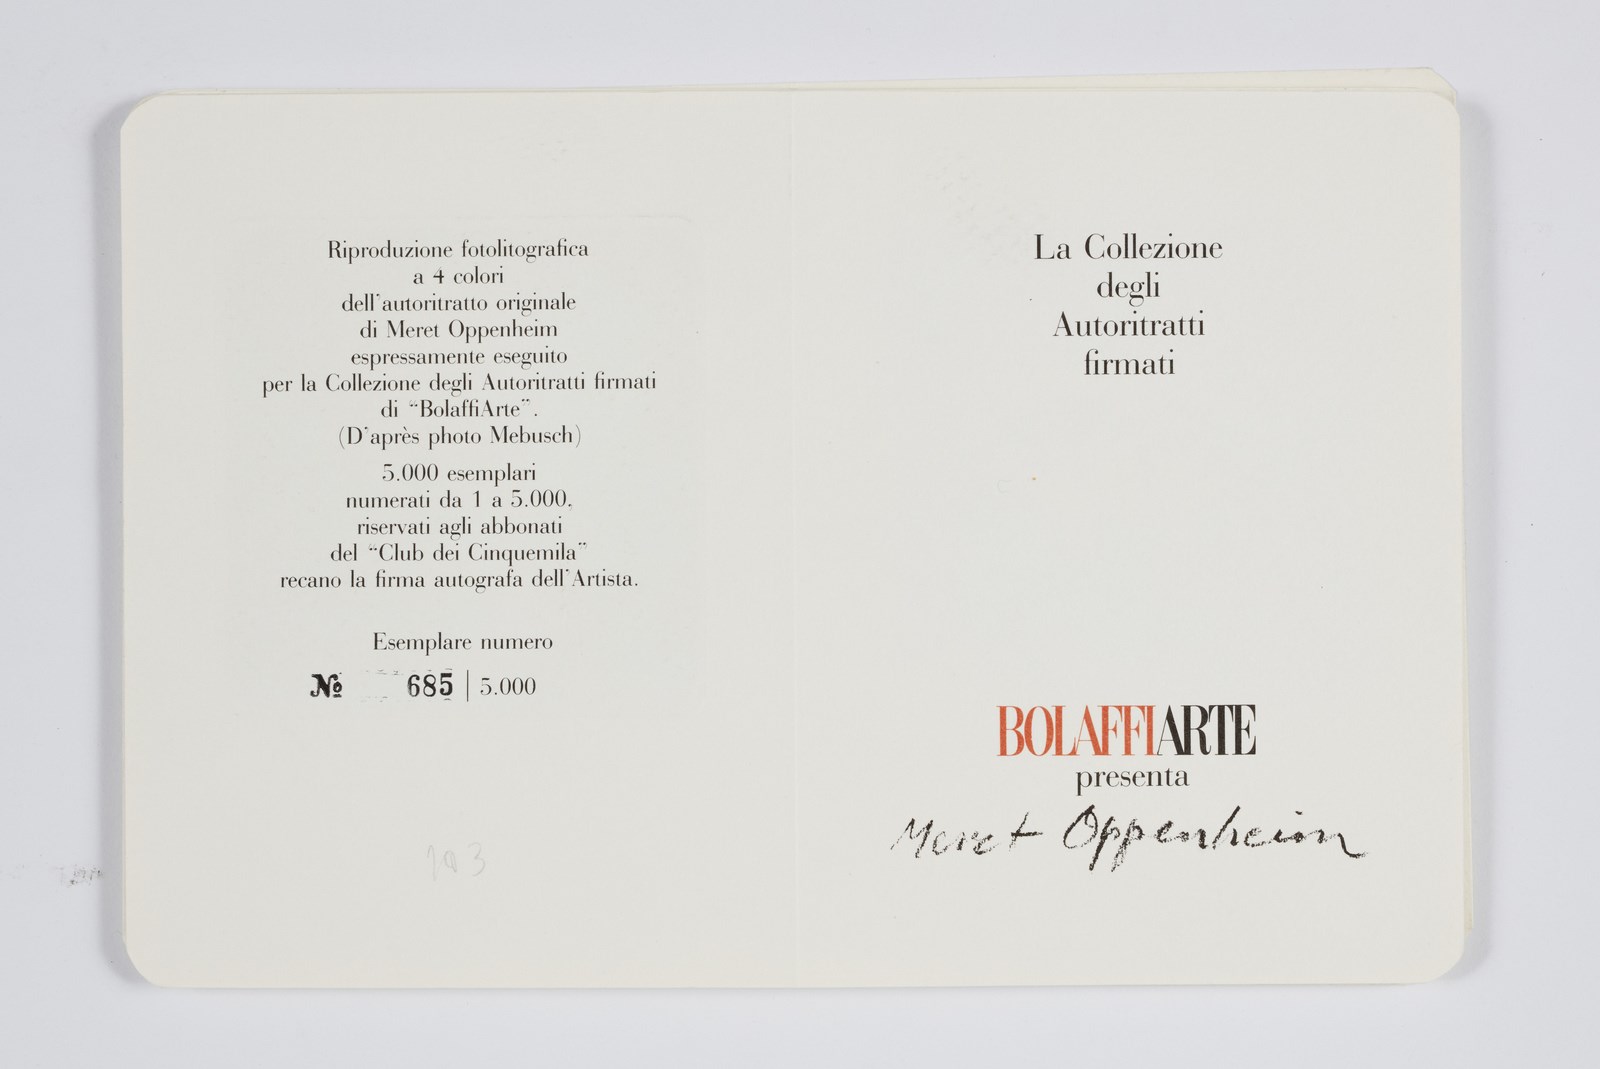 Riproduzione fotolitografica
a 4 colori
dell'autoritratto originale
di Meret Oppenheim
espressamente eseguito
per la Collezione degli Autoritratti firmati
di “BolaffiArte”.
(D'après photo Mebusch)
5.000 esemplari
numerati da 1 a 5.000,
riservati agli abbonati
del “Club dei Cinquemila”
recano la firma autografa dell'Artista.
Esemplare numero
№ 685 | 5.000
103
La Collezione
degli
Autoritratti
firmati
BOLAFFIARTE
presenta
Meret Oppenheim